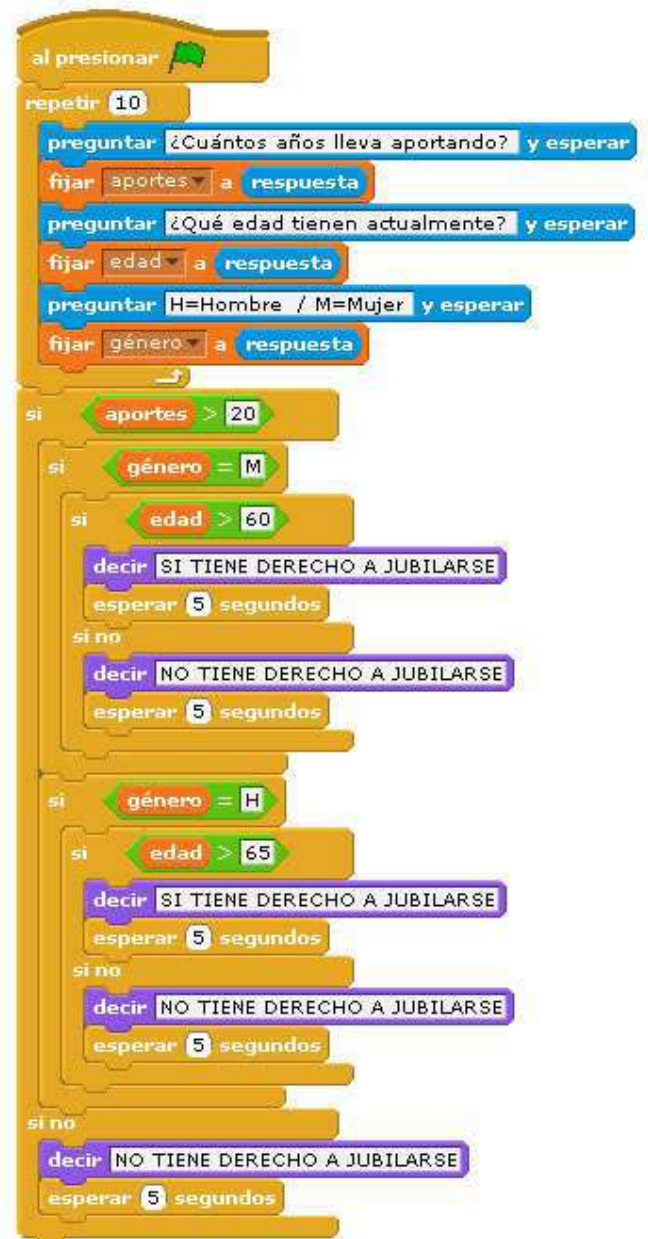 al presionar
repetir 10
preguntar ¿Cuántos años lleva aportando? y esperar
fijar aportes a respuesta
preguntar ¿Qué edad tienen actualmente? y esperar
fijar edad a respuesta
preguntar H=Hombre / M=Mujer y esperar
fijar género a respuesta
si aportes > 20
si género = M
si edad > 60
decir SI TIENE DERECHO A JUBILARSE
esperar 5 segundos
si no
decir NO TIENE DERECHO A JUBILARSE
esperar 5 segundos
si género = H
si edad > 65
decir SI TIENE DERECHO A JUBILARSE
esperar 5 segundos
si no
decir NO TIENE DERECHO A JUBILARSE
esperar 5 segundos
si no
decir NO TIENE DERECHO A JUBILARSE
esperar 5 segundos